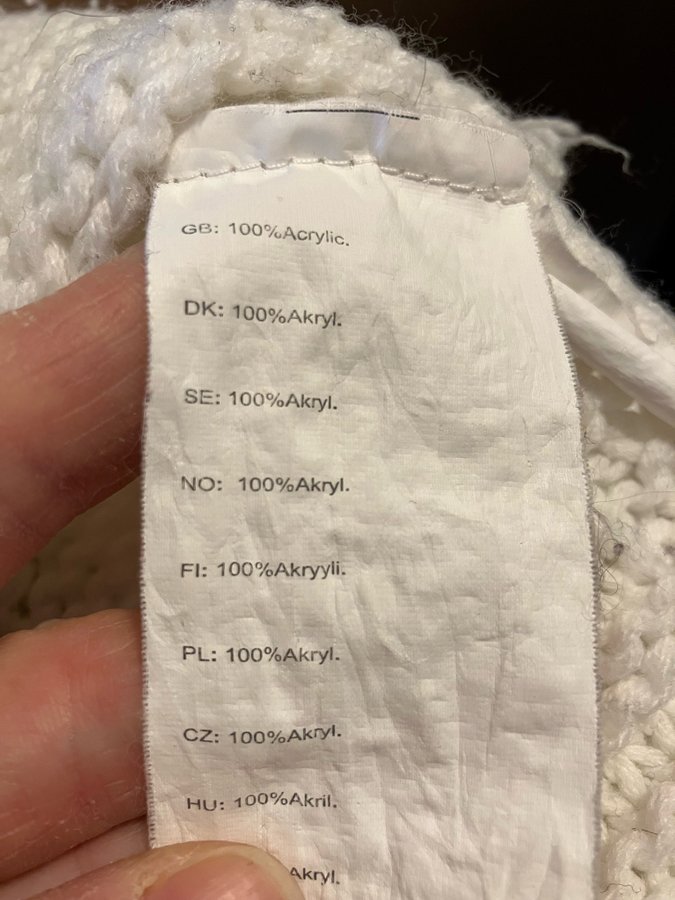 GB: 100%Acrylic.
DK: 100%Akryl.
SE: 100%Akryl.
NO: 100%Akryl.
FI: 100%Akryyli.
PL: 100%Akryl.
CZ: 100%Akryl.
HU: 100%Akril.
Akryl.